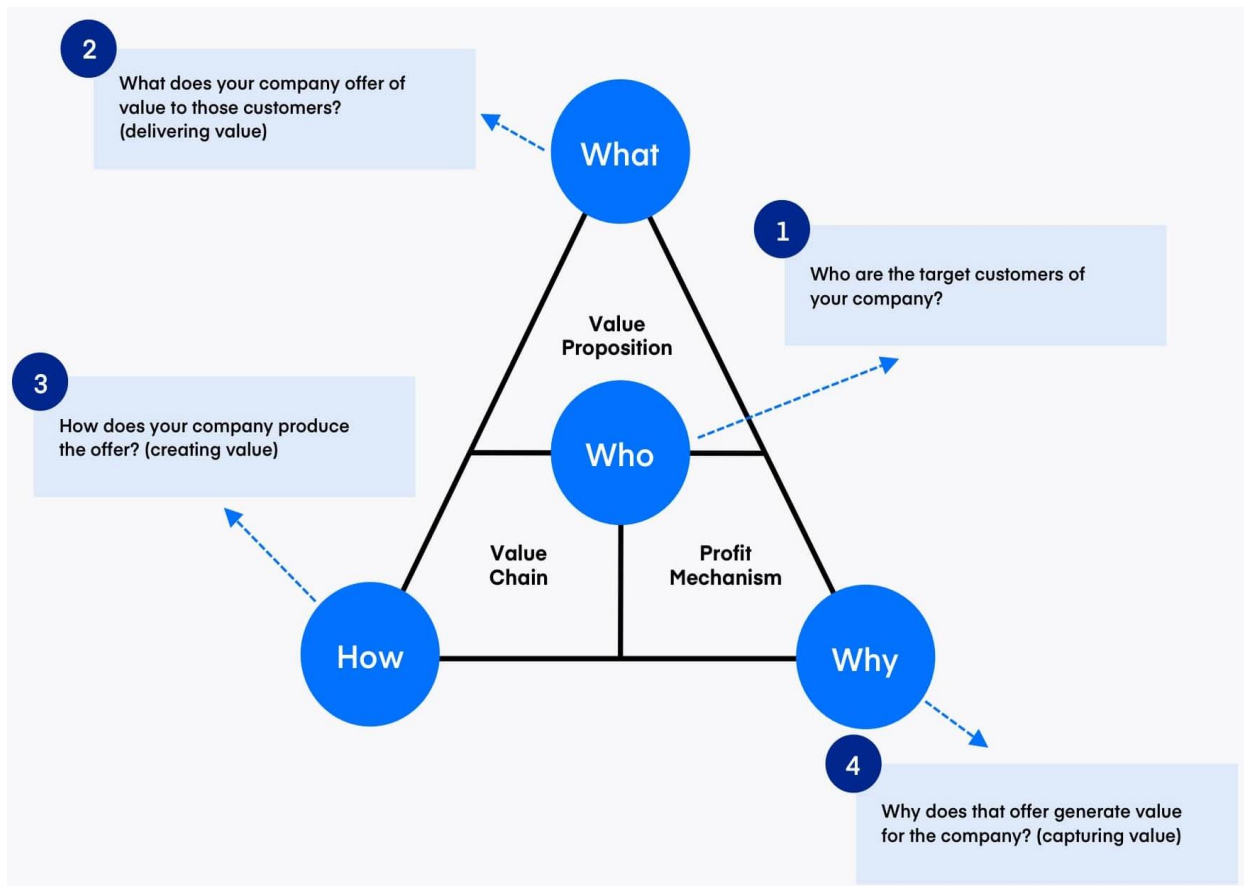 2
What does your company offer of
value to those customers?
(delivering value)
What
1
Who are the target customers of
your company?
Value
Proposition
3
How does your company produce
the offer? (creating value)
Who
Value
Chain
Profit
Mechanism
How
Why
4
Why does that offer generate value
for the company? (capturing value)